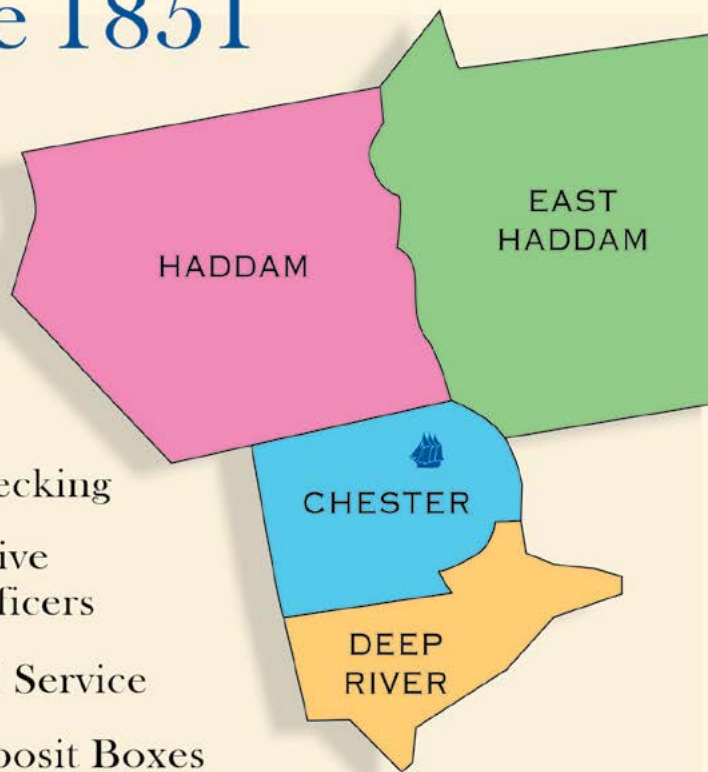 e 1851
EAST
HADDAM
HADDAM
CHESTER
DEEP
RIVER
ecking
ive
ficers
Service
posit Boxes